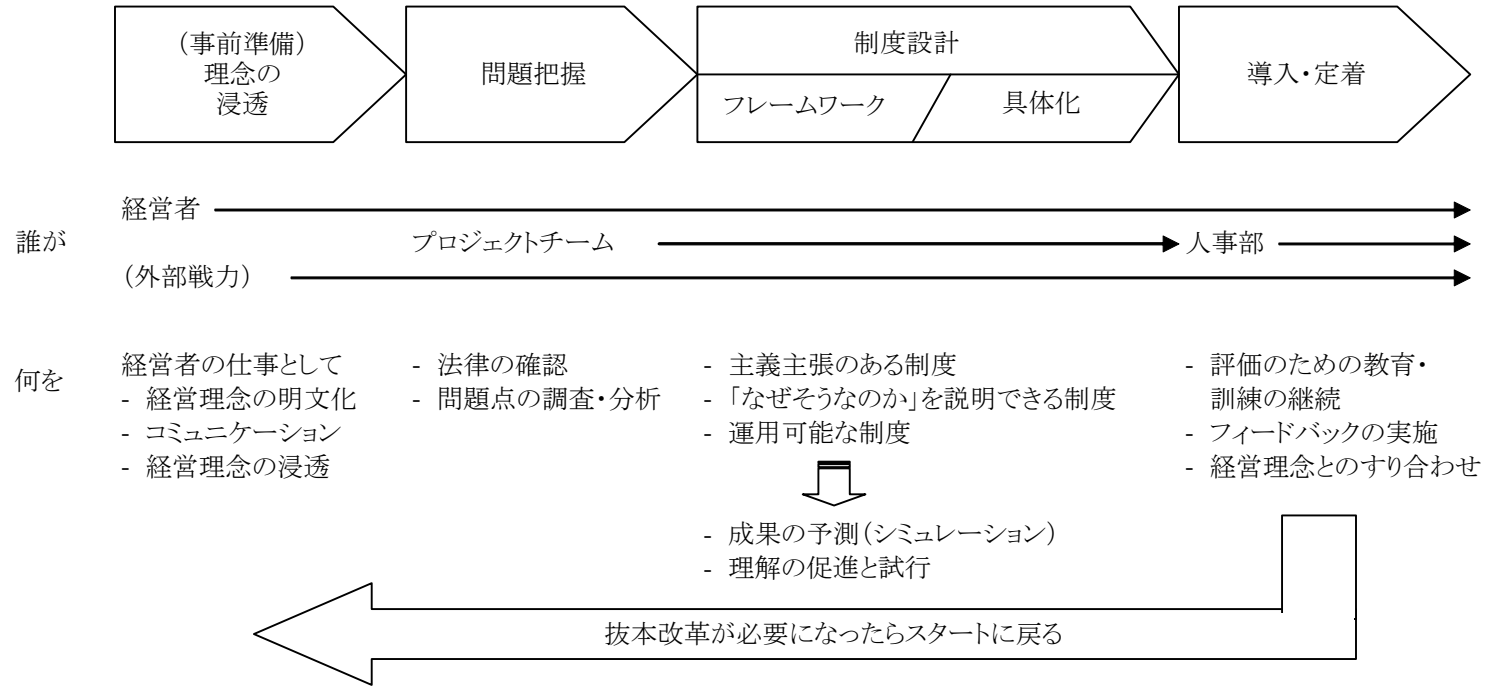 (事前準備)
理念の
浸透
問題把握
制度設計
フレームワーク
具体化
導入・定着
誰が
経営者
プロジェクトチーム
人事部
(外部戦力)
何を
経営者の仕事として
- 経営理念の明文化
- コミュニケーション
- 経営理念の浸透
- 法律の確認
- 問題点の調査・分析
- 主義主張のある制度
- 「なぜそうなのか」を説明できる制度
- 運用可能な制度
- 成果の予測(シミュレーション)
- 理解の促進と試行
- 評価のための教育・
訓練の継続
- フィードバックの実施
- 経営理念とのすり合わせ
抜本改革が必要になったらスタートに戻る